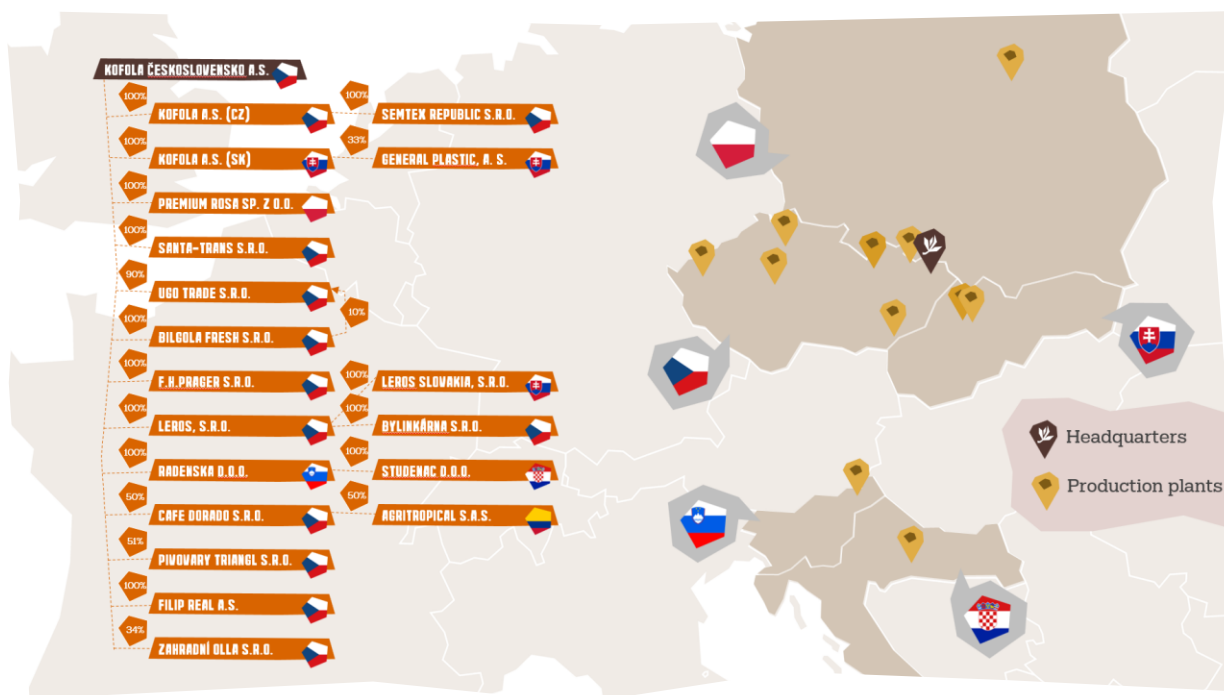 KOFOLA ČESKOSLOVENSKO A.S.
100%
100%
KOFOLA A.S. (CZ)
SEMTEX REPUBLIC S.R.O.
100%
33%
KOFOLA A.S. (SK)
GENERAL PLASTIC, A. S.
100%
PREMIUM ROSA SP. Z O.O.
100%
SANTA-TRANS S.R.O.
90%
UGO TRADE S.R.O.
10%
100%
BILGOLA FRESH S.R.O.
100%
100%
F.H.PRAGER S.R.O.
LEROS SLOVAKIA, S.R.O.
100%
100%
LEROS, S.R.O.
BYLINKÁRNA S.R.O.
100%
100%
RADENSKA D.O.O.
STUDENAC D.O.O.
50%
50%
CAFE DORADO S.R.O.
AGRITROPICAL S.A.S.
51%
PIVOVARY TRIANGL S.R.O.
100%
FILIP REAL A.S.
34%
ZAHRADNÍ OLLA S.R.O.
Headquarters
Production plants